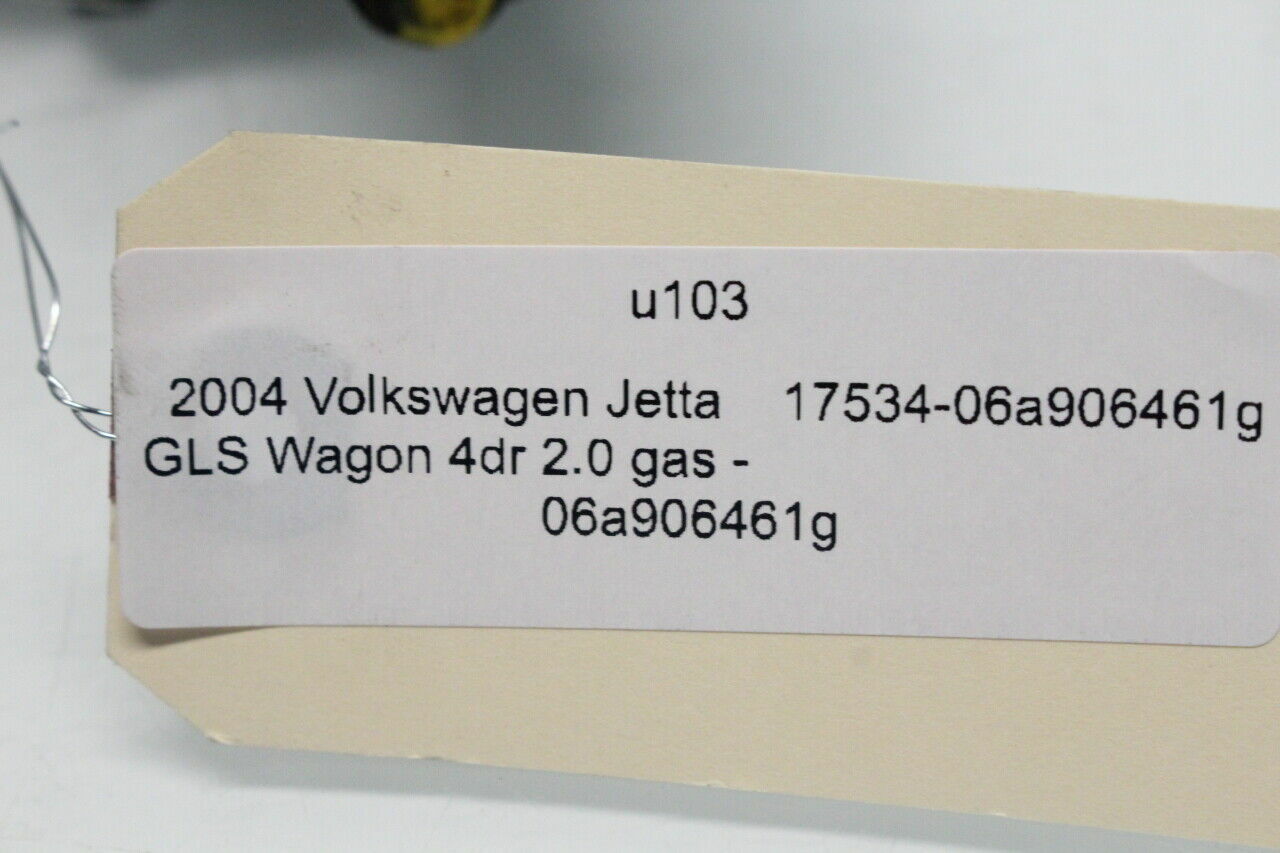 u103
2004 Volkswagen Jetta 17534-06a906461g
GLS Wagon 4dr 2.0 gas -
06a906461g